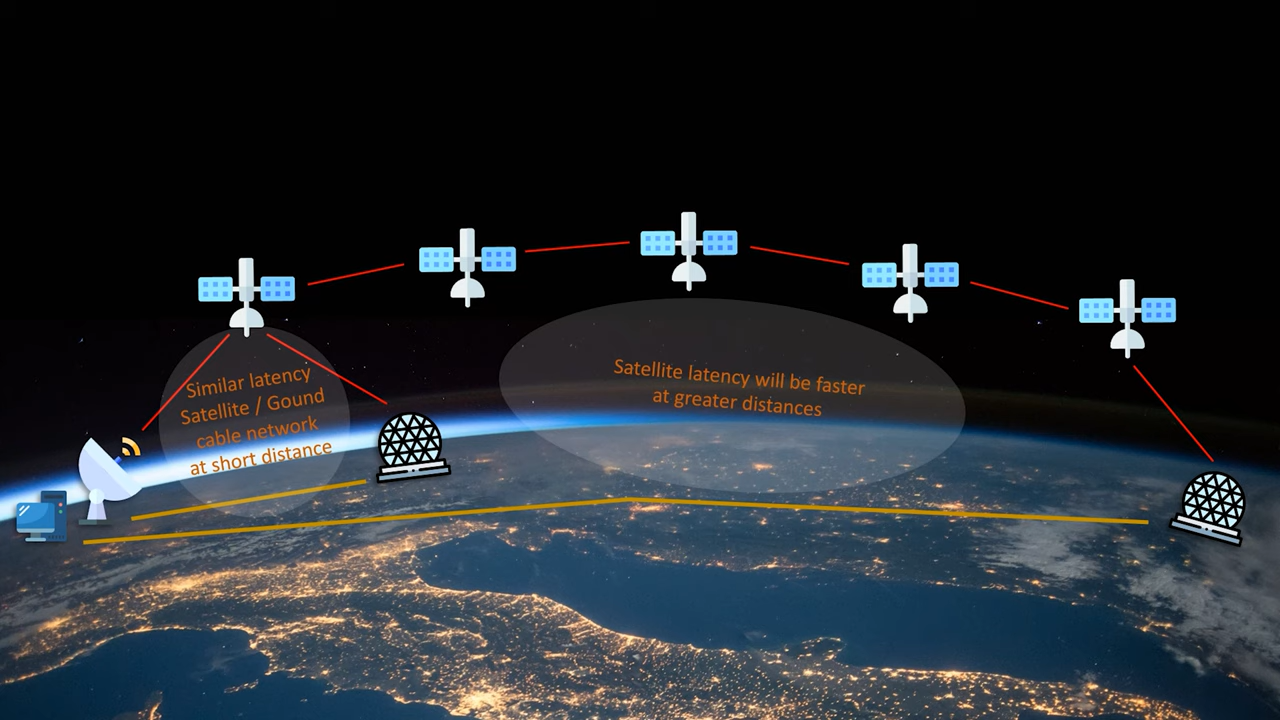 Similar latency
Satellite / Gound
cable network
at short distance
Satellite latency will be faster
at greater distances